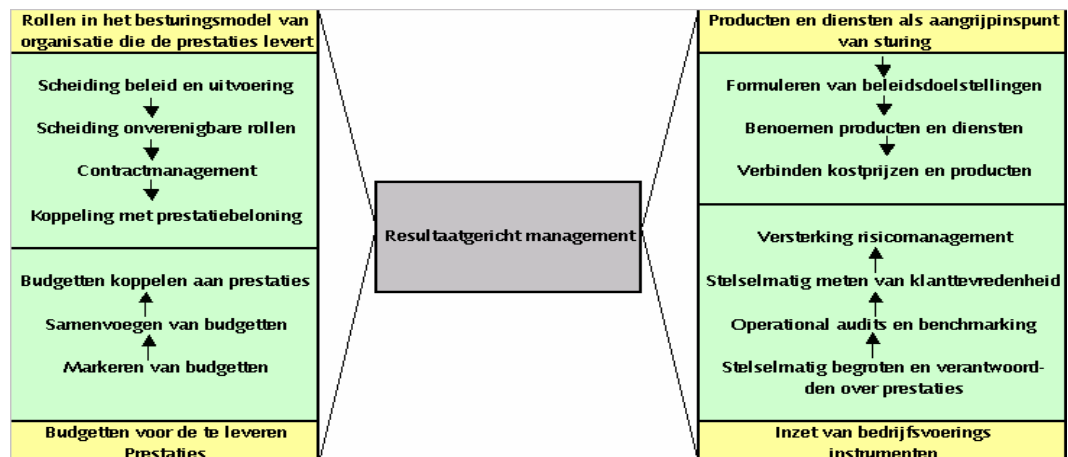 Rollen in het besturingsmodel van
organisatie die de prestaties levert
Scheiding beleid en uitvoering
Scheiding onverenigbare rollen
Contractmanagement
Koppeling met prestatiebeloning
Budgetten koppelen aan prestaties
Samenvoegen van budgetten
Markeren van budgetten
Budgetten voor de te leveren
Prestaties
Resultaatgericht management
Producten en diensten als aangrijpinspunt
van sturing
Formuleren van beleidsdoelstellingen
Benoemen producten en diensten
Verbinden kostprijzen en producten
Versterking risicomanagement
Stelselmatig meten van klanttevredenheid
Operational audits en benchmarking
Stelselmatig begroten en verantwoord-
den over prestaties
Inzet van bedrijfsvoerings
instrumenten